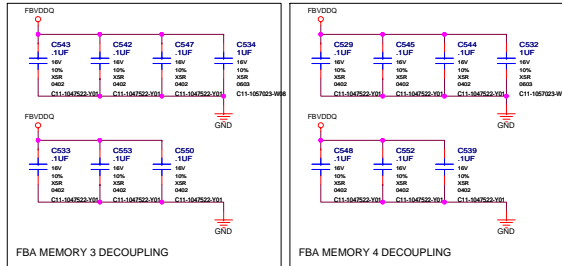 FBVDDQ
C543
.1UF
16V
10%
X5R
0402
C11-1047522-Y01
C542
.1UF
16V
10%
X5R
0402
C11-1047522-Y01
C547
.1UF
16V
10%
X5R
0402
C11-1047522-Y01
C534
1UF
16V
10%
X5R
0603
C11-1057023-W08
GND
FBVDDQ
C533
.1UF
16V
10%
X5R
0402
C11-1047522-Y01
C553
.1UF
16V
10%
X5R
0402
C11-1047522-Y01
C550
.1UF
16V
10%
X5R
0402
C11-1047522-Y01
GND
FBA MEMORY 3 DECOUPLING
FBVDDQ
C529
.1UF
16V
10%
X5R
0402
C11-1047522-Y01
C545
.1UF
16V
10%
X5R
0402
C11-1047522-Y01
C544
.1UF
16V
10%
X5R
0402
C11-1047522-Y01
C532
1UF
16V
10%
X5R
0603
C11-1057023-W
GND
FBVDDQ
C548
.1UF
16V
10%
X5R
0402
C11-1047522-Y01
C552
.1UF
16V
10%
X5R
0402
C11-1047522-Y01
C539
.1UF
16V
10%
X5R
0402
C11-1047522-Y01
GND
FBA MEMORY 4 DECOUPLING